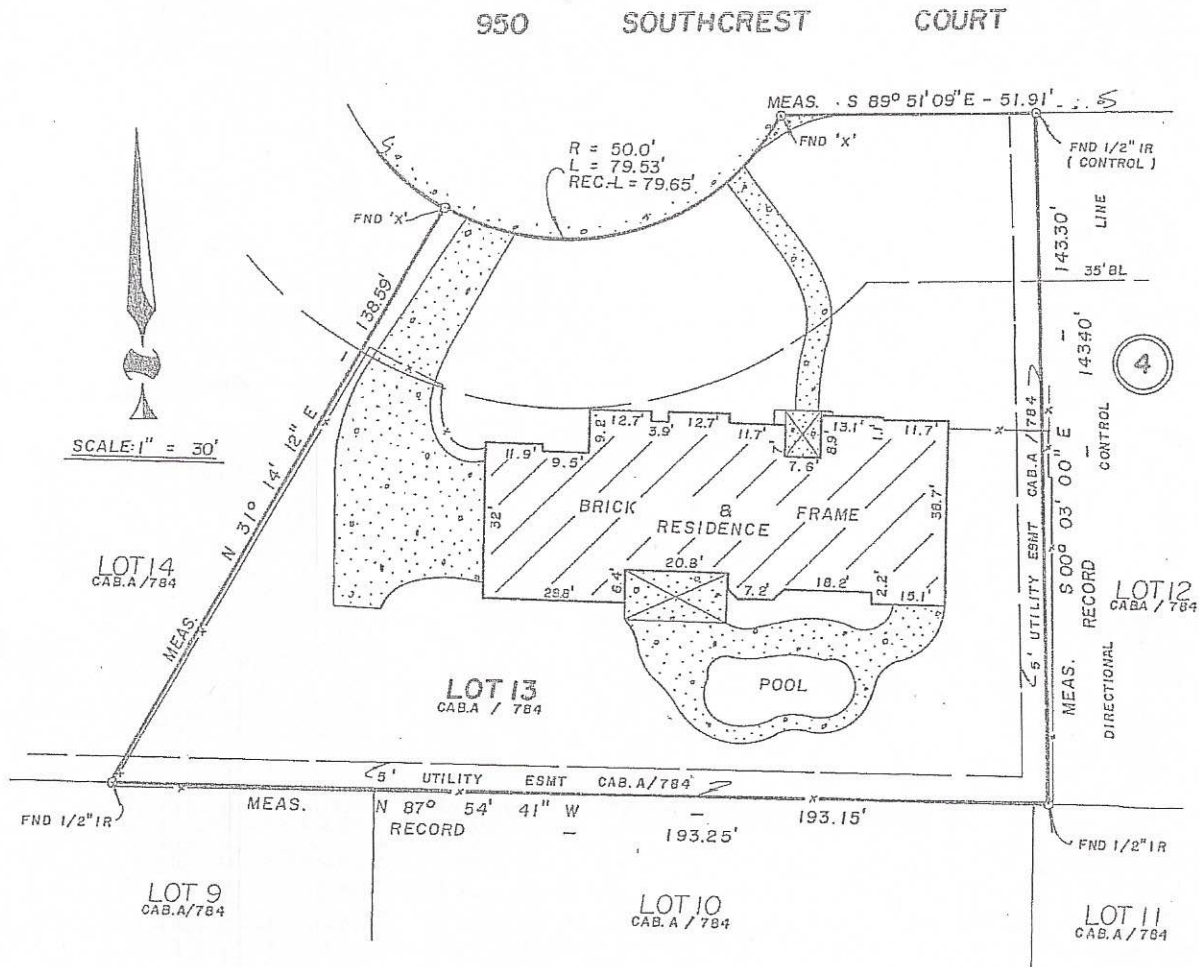 950 SOUTHCREST COURT
MEAS. S 89° 51' 09" E - 51.91'
FND 'X'
FND 1/2" IR
( CONTROL )
R = 50.0'
L = 79.53'
REC.-L = 79.65'
FND 'X'
138.59'
N 31° 14' 12" E -
MEAS.
SCALE: 1" = 30'
143.30'
LINE
35' BL
143.40'
4
5' UTILITY ESMT CAB.A / 784
MEAS. S 00° 03' 00" E -
RECORD -
DIRECTIONAL CONTROL
9.2'
12.7'
3.9'
12.7'
11.7'
7'
7.6'
8.9'
13.1'
1.1'
11.7'
11.9'
9.5'
32'
BRICK & FRAME
RESIDENCE
38.7'
20.8'
29.8'
6.4'
7.2'
18.2'
2.2'
15.1'
POOL
LOT 14
CAB.A / 784
LOT 12
CAB.A / 784
LOT 13
CAB.A / 784
5' UTILITY ESMT CAB.A/784
MEAS. N 87° 54' 41" W - 193.15'
RECORD - 193.25'
FND 1/2" IR
FND 1/2" IR
LOT 9
CAB.A/784
LOT 10
CAB.A / 784
LOT 11
CAB.A / 784